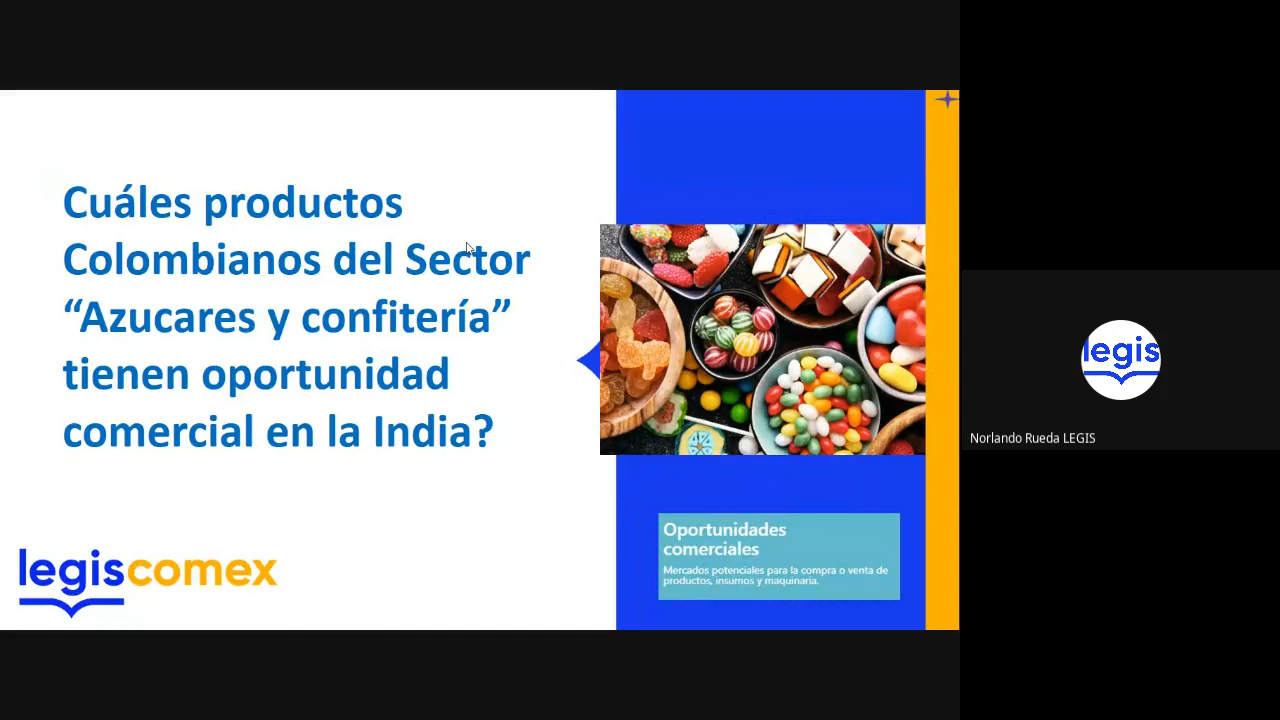 Cuáles productos
Colombianos del Sector
“Azucares y confitería”
tienen oportunidad
comercial en la India?
legiscomex
Oportunidades
comerciales
Mercados potenciales para la compra o venta de
productos, insumos y maquinaria.
legis
Norlando Rueda LEGIS